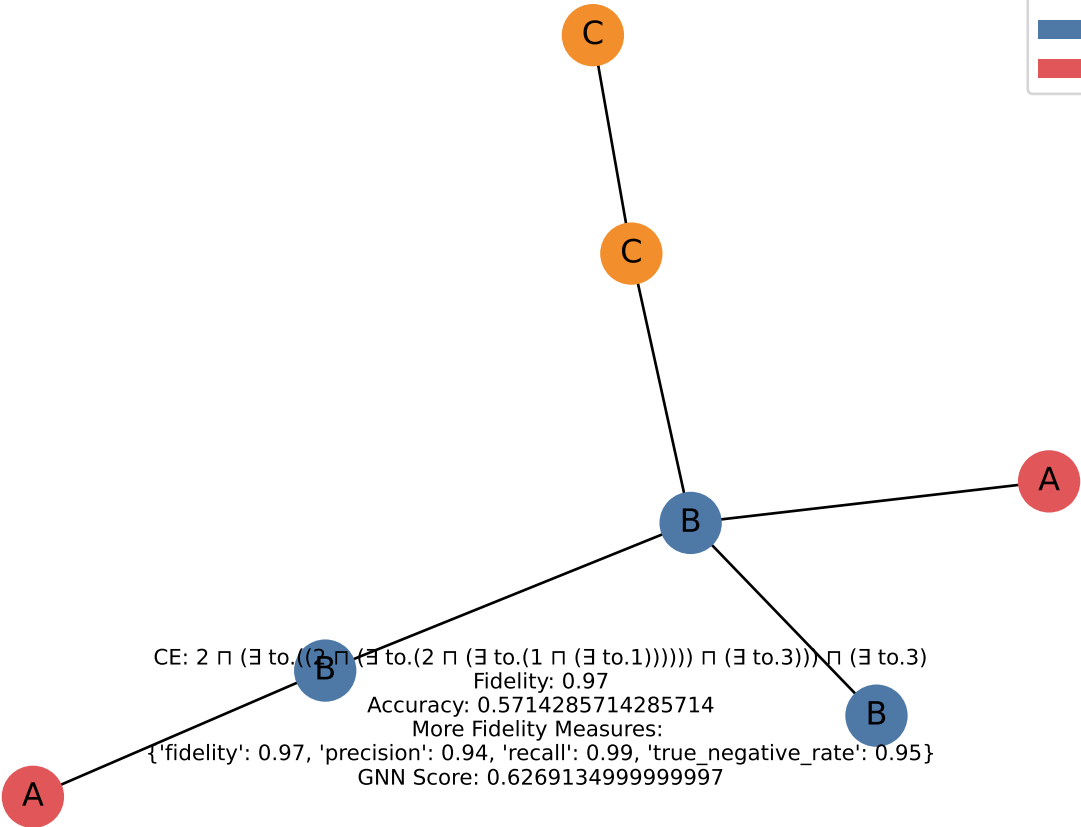 C
C
A
B
CE: 2 ⊓ (∃ to.((2 ⊓ (∃ to.(2 ⊓ (∃ to.(1 ⊓ (∃ to.1)))))) ⊓ (∃ to.3))) ⊓ (∃ to.3)
B
Fidelity: 0.97
Accuracy: 0.5714285714285714
B
More Fidelity Measures:
{'fidelity': 0.97, 'precision': 0.94, 'recall': 0.99, 'true_negative_rate': 0.95}
GNN Score: 0.6269134999999997
A